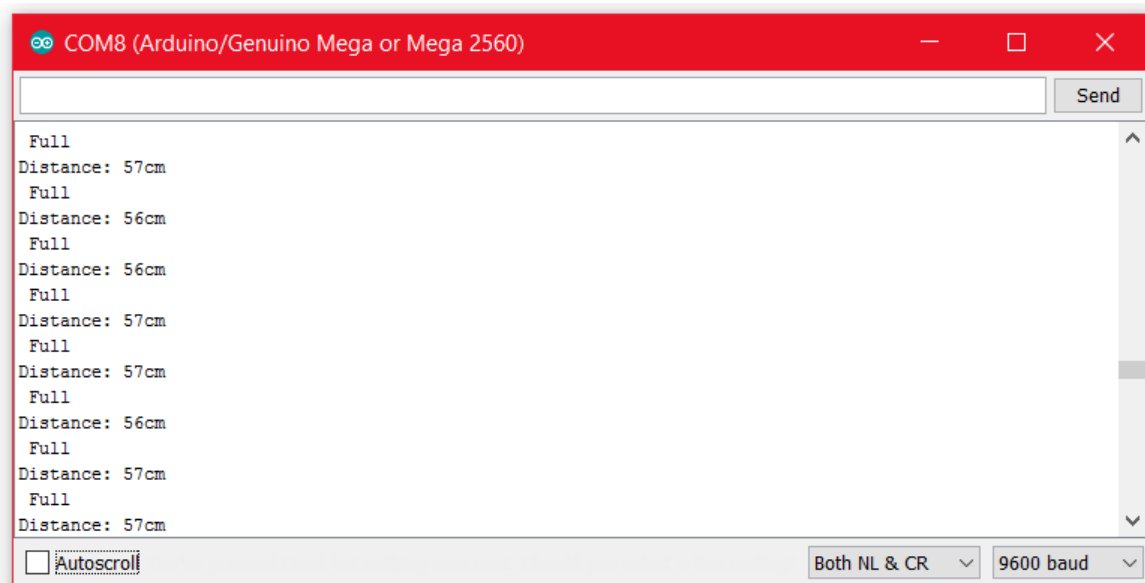 COM8 (Arduino/Genuino Mega or Mega 2560)
Send
Full
Distance: 57cm
Full
Distance: 56cm
Full
Distance: 56cm
Full
Distance: 57cm
Full
Distance: 57cm
Full
Distance: 56cm
Full
Distance: 57cm
Full
Distance: 57cm
Autoscroll
Both NL & CR
9600 baud